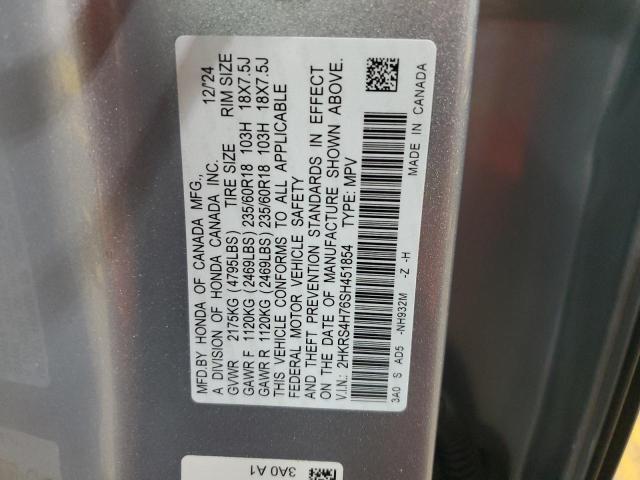 MFD.BY HONDA OF CANADA MFG., 12/24
A DIVISION OF HONDA CANADA INC.
GVWR 2175KG (4795LBS) TIRE SIZE RIM SIZE
GAWR F 1120KG (2469LBS) 235/60R18 103H 18X7.5J
GAWR R 1120KG (2469LBS) 235/60R18 103H 18X7.5J
THIS VEHICLE CONFORMS TO ALL APPLICABLE
FEDERAL MOTOR VEHICLE SAFETY
AND THEFT PREVENTION STANDARDS IN EFFECT
ON THE DATE OF MANUFACTURE SHOWN ABOVE.
V.I.N.: 2HKRS4H76SH451854 TYPE: MPV
3A0 S AD5 -NH932M -Z -H
MADE IN CANADA
3A0 A1